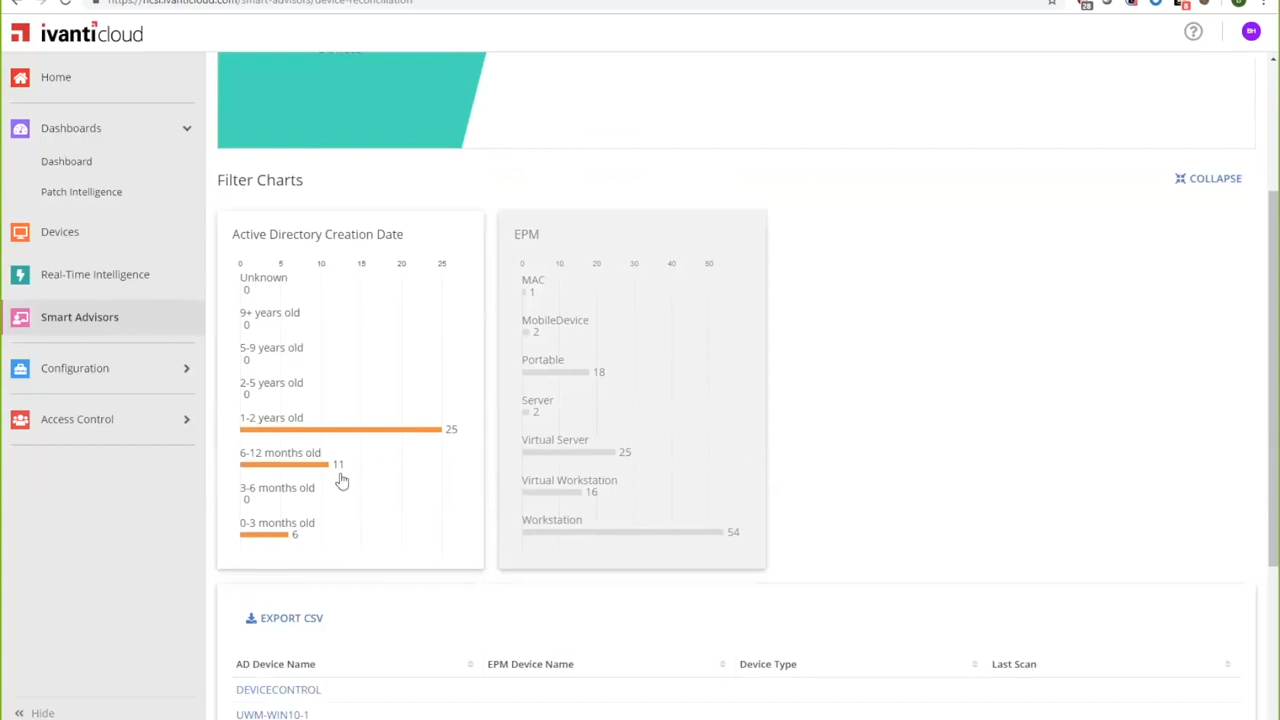 https://ncsi.ivanticloud.com/smart-advisors/device-reconciliation
28
8
ivanticloud
BH
Home
Dashboards
Dashboard
Patch Intelligence
Devices
Real-Time Intelligence
Smart Advisors
Configuration
Access Control
Hide
Filter Charts
COLLAPSE
Active Directory Creation Date
0 5 10 15 20 25
Unknown
0
9+ years old
0
5-9 years old
0
2-5 years old
0
1-2 years old
25
6-12 months old
11
3-6 months old
0
0-3 months old
6
EPM
0 10 20 30 40 50
MAC
1
MobileDevice
2
Portable
18
Server
2
Virtual Server
25
Virtual Workstation
16
Workstation
54
EXPORT CSV
AD Device Name EPM Device Name Device Type Last Scan
DEVICECONTROL
UWM-WIN10-1